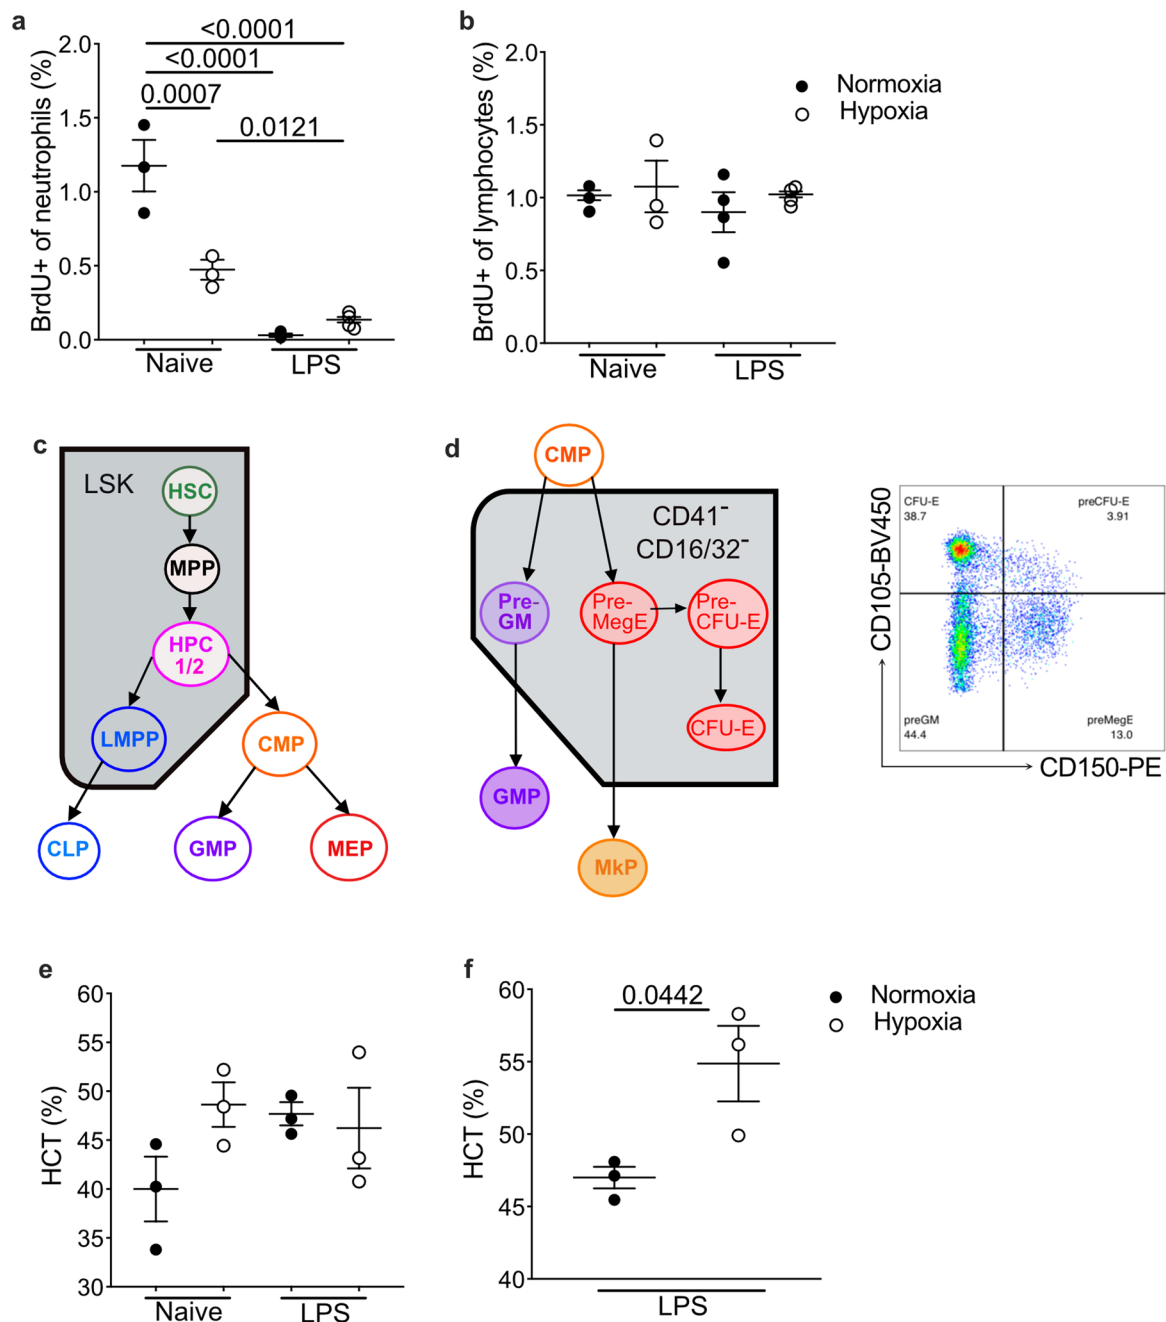 a
BrdU+ of neutrophils (%)
2.0
1.5
1.0
0.5
0.0
<0.0001
<0.0001
0.0007
0.0121
Naive
LPS
b
BrdU+ of lymphocytes (%)
2.0
1.5
1.0
0.5
0.0
Naive
LPS
Normoxia
Hypoxia
c
LSK
HSC
MPP
HPC
1/2
LMPP
CMP
CLP
GMP
MEP
d
CMP
CD41⁻
CD16/32⁻
Pre-
GM
Pre-
MegE
Pre-
CFU-E
CFU-E
GMP
MkP
CD105-BV450
CFU-E
38.7
preCFU-E
3.91
preGM
44.4
preMegE
13.0
CD150-PE
e
HCT (%)
60
55
50
45
40
35
30
Naive
LPS
f
HCT (%)
60
55
50
45
40
0.0442
LPS
Normoxia
Hypoxia